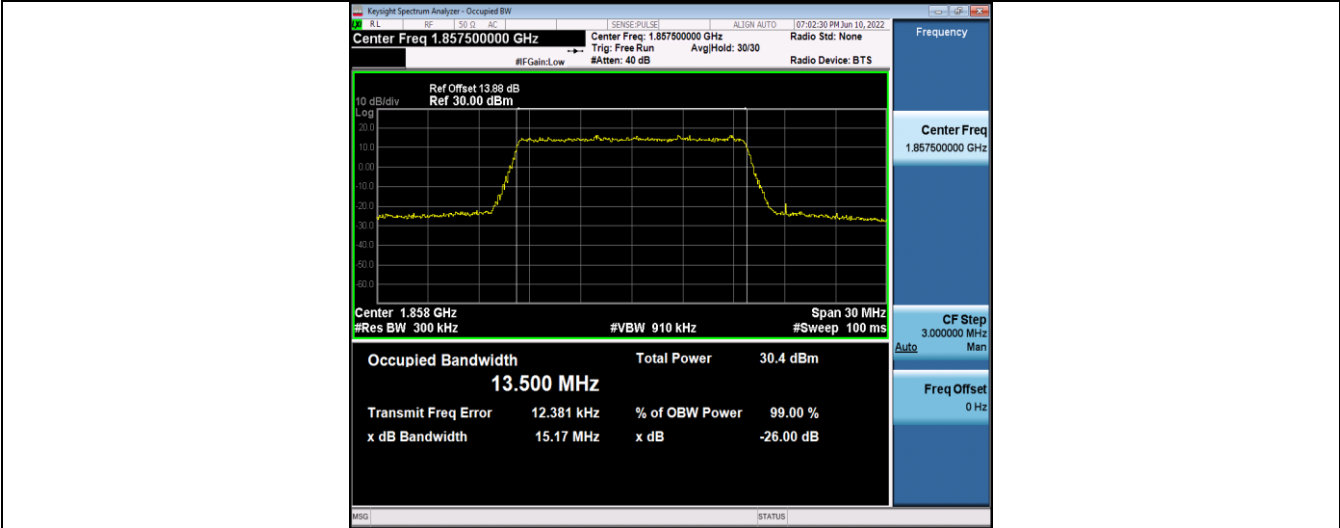 Keysight Spectrum Analyzer - Occupied BW
LXI RL RF 50 Ω AC SENSE:PULSE ALIGN AUTO 07:02:30 PM Jun 10, 2022
Center Freq 1.857500000 GHz
Center Freq: 1.857500000 GHz
Radio Std: None
Trig: Free Run Avg|Hold: 30/30
#IFGain:Low #Atten: 40 dB Radio Device: BTS
Ref Offset 13.88 dB
10 dB/div Ref 30.00 dBm
Log
20.0
10.0
0.00
-10.0
-20.0
-30.0
-40.0
-50.0
-60.0
Center 1.858 GHz Span 30 MHz
#Res BW 300 kHz #VBW 910 kHz #Sweep 100 ms
Occupied Bandwidth Total Power 30.4 dBm
13.500 MHz
Transmit Freq Error 12.381 kHz % of OBW Power 99.00 %
x dB Bandwidth 15.17 MHz x dB -26.00 dB
MSG STATUS
Frequency
Center Freq
1.857500000 GHz
CF Step
3.000000 MHz
Auto Man
Freq Offset
0 Hz